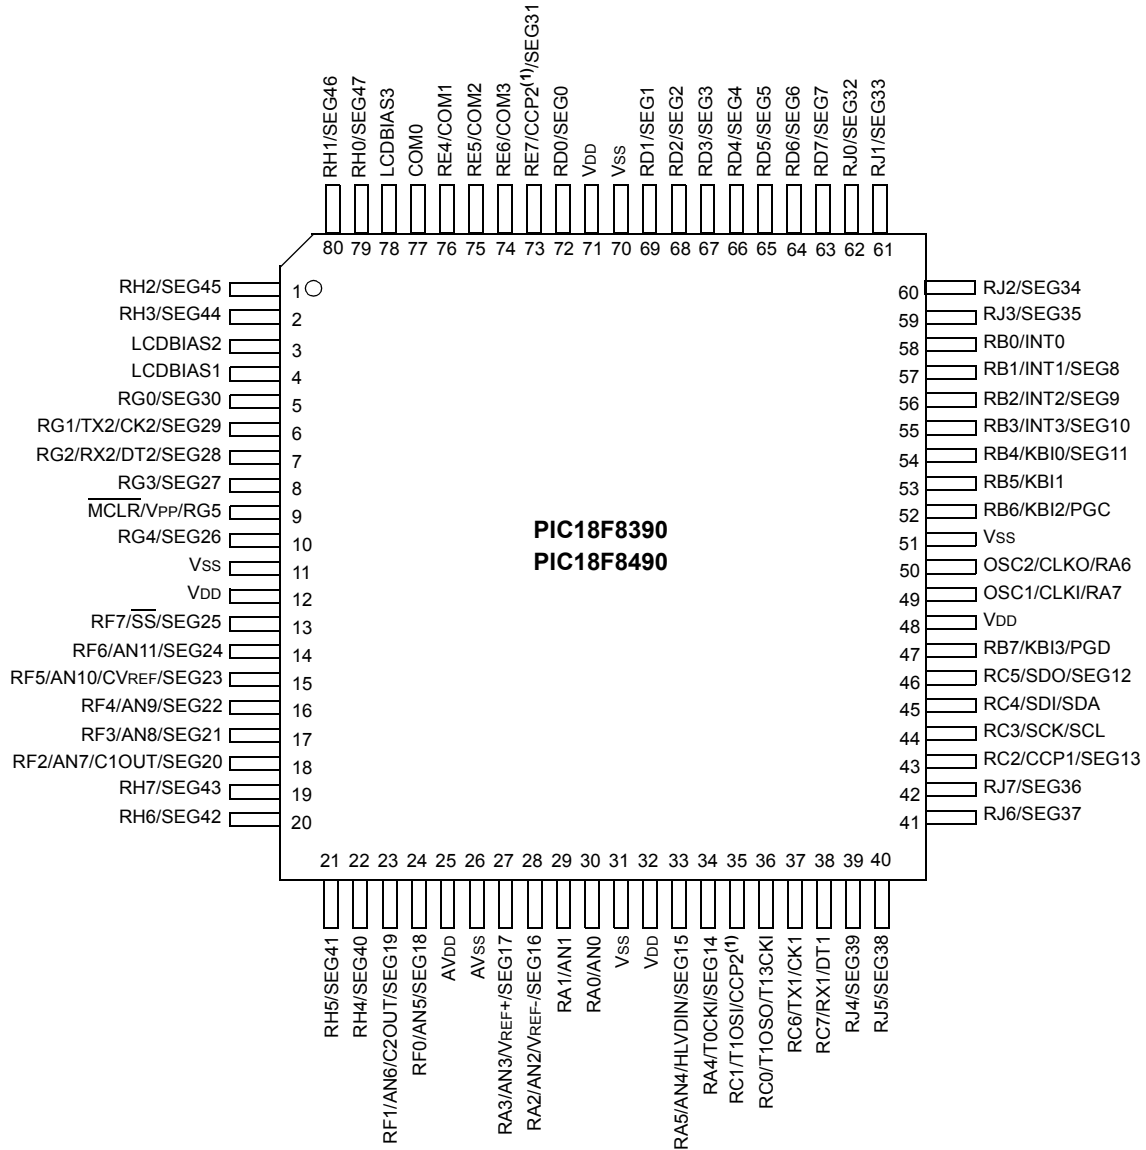 RH1/SEG46
RH0/SEG47
LCDBIAS3
COM0
RE4/COM1
RE5/COM2
RE6/COM3
RE7/CCP2(1)/SEG31
RD0/SEG0
VDD
VSS
RD1/SEG1
RD2/SEG2
RD3/SEG3
RD4/SEG4
RD5/SEG5
RD6/SEG6
RD7/SEG7
RJ0/SEG32
RJ1/SEG33
80 79 78 77 76 75 74 73 72 71 70 69 68 67 66 65 64 63 62 61
RH2/SEG45 1
RH3/SEG44 2
LCDBIAS2 3
LCDBIAS1 4
RG0/SEG30 5
RG1/TX2/CK2/SEG29 6
RG2/RX2/DT2/SEG28 7
RG3/SEG27 8
MCLR/VPP/RG5 9
RG4/SEG26 10
VSS 11
VDD 12
RF7/SS/SEG25 13
RF6/AN11/SEG24 14
RF5/AN10/CVREF/SEG23 15
RF4/AN9/SEG22 16
RF3/AN8/SEG21 17
RF2/AN7/C1OUT/SEG20 18
RH7/SEG43 19
RH6/SEG42 20
PIC18F8390
PIC18F8490
60 RJ2/SEG34
59 RJ3/SEG35
58 RB0/INT0
57 RB1/INT1/SEG8
56 RB2/INT2/SEG9
55 RB3/INT3/SEG10
54 RB4/KBI0/SEG11
53 RB5/KBI1
52 RB6/KBI2/PGC
51 VSS
50 OSC2/CLKO/RA6
49 OSC1/CLKI/RA7
48 VDD
47 RB7/KBI3/PGD
46 RC5/SDO/SEG12
45 RC4/SDI/SDA
44 RC3/SCK/SCL
43 RC2/CCP1/SEG13
42 RJ7/SEG36
41 RJ6/SEG37
21 22 23 24 25 26 27 28 29 30 31 32 33 34 35 36 37 38 39 40
RH5/SEG41
RH4/SEG40
RF1/AN6/C2OUT/SEG19
RF0/AN5/SEG18
AVDD
AVSS
RA3/AN3/VREF+/SEG17
RA2/AN2/VREF-/SEG16
RA1/AN1
RA0/AN0
VSS
VDD
RA5/AN4/HLVDIN/SEG15
RA4/T0CKI/SEG14
RC1/T1OSI/CCP2(1)
RC0/T1OSO/T13CKI
RC6/TX1/CK1
RC7/RX1/DT1
RJ4/SEG39
RJ5/SEG38